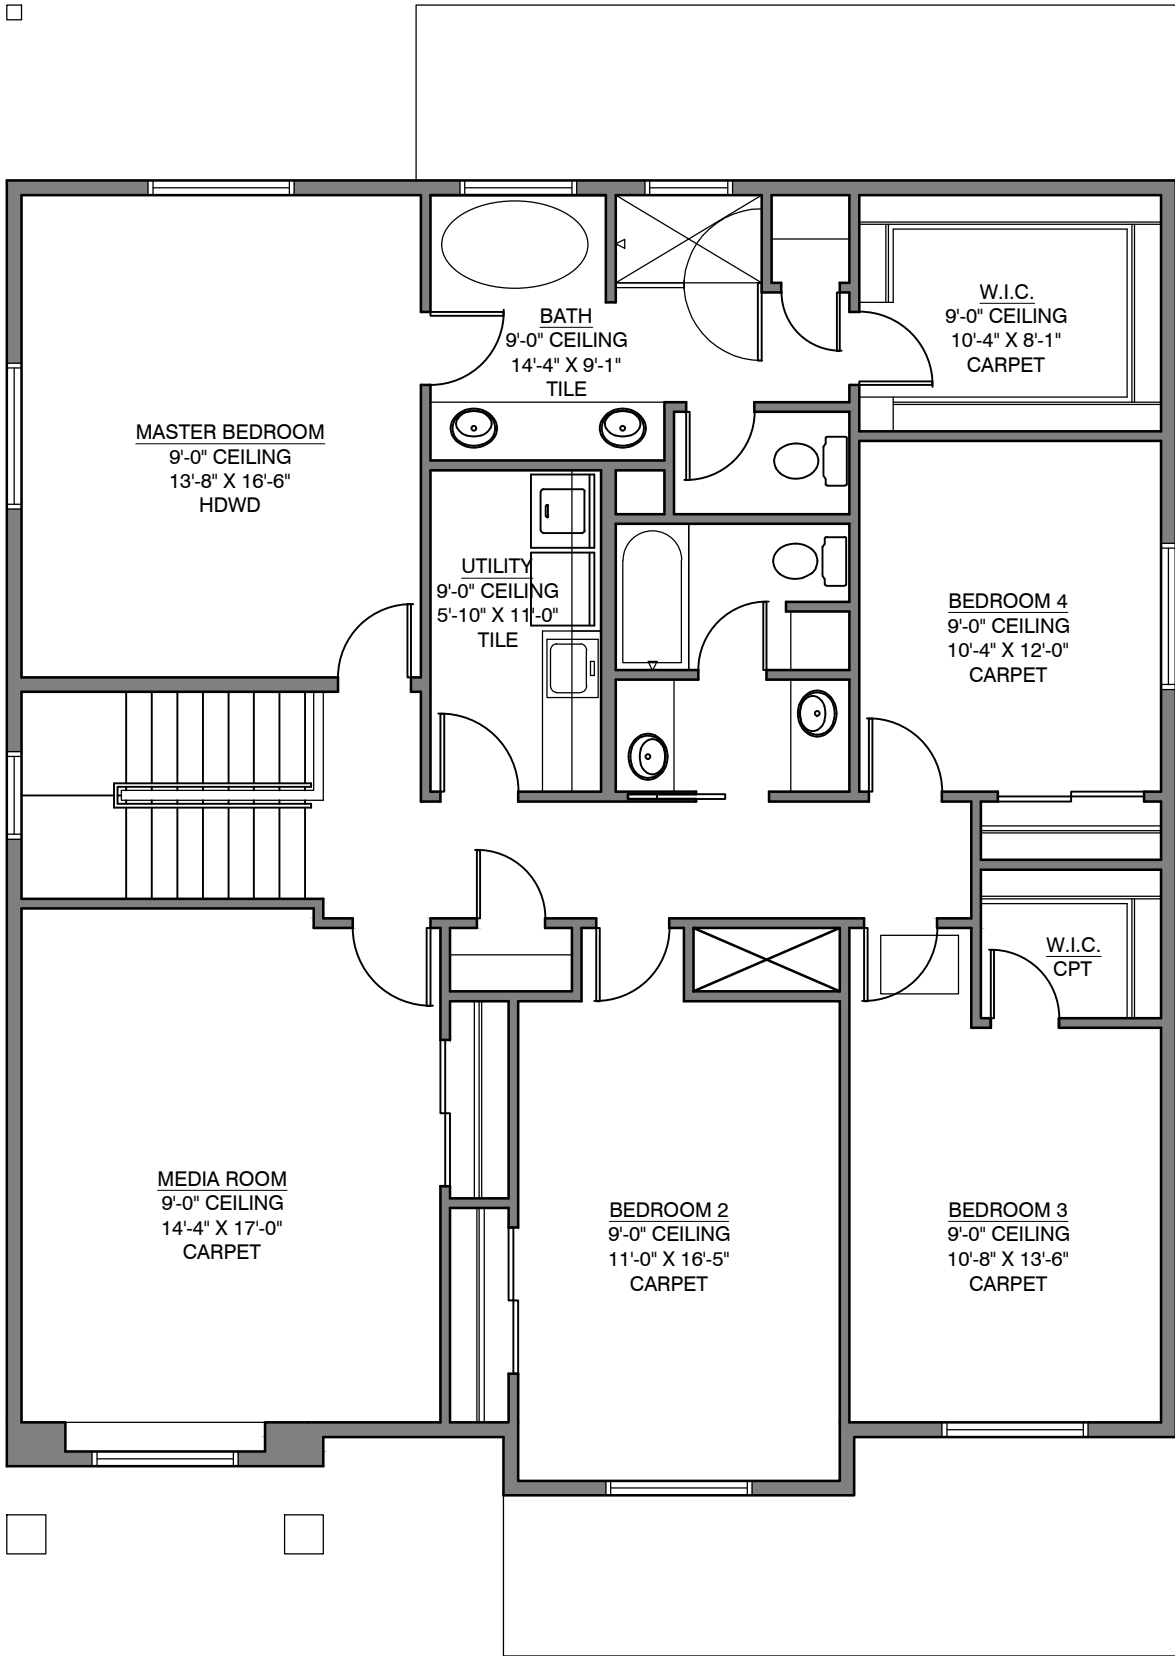 W.I.C.
9'-0" CEILING
10'-4" X 8'-1"
CARPET
BATH
9'-0" CEILING
14'-4" X 9'-1"
TILE
MASTER BEDROOM
9'-0" CEILING
13'-8" X 16'-6"
HDWD
UTILITY
9'-0" CEILING
5'-10" X 11'-0"
TILE
BEDROOM 4
9'-0" CEILING
10'-4" X 12'-0"
CARPET
W.I.C.
CPT
MEDIA ROOM
9'-0" CEILING
14'-4" X 17'-0"
CARPET
BEDROOM 2
9'-0" CEILING
11'-0" X 16'-5"
CARPET
BEDROOM 3
9'-0" CEILING
10'-8" X 13'-6"
CARPET